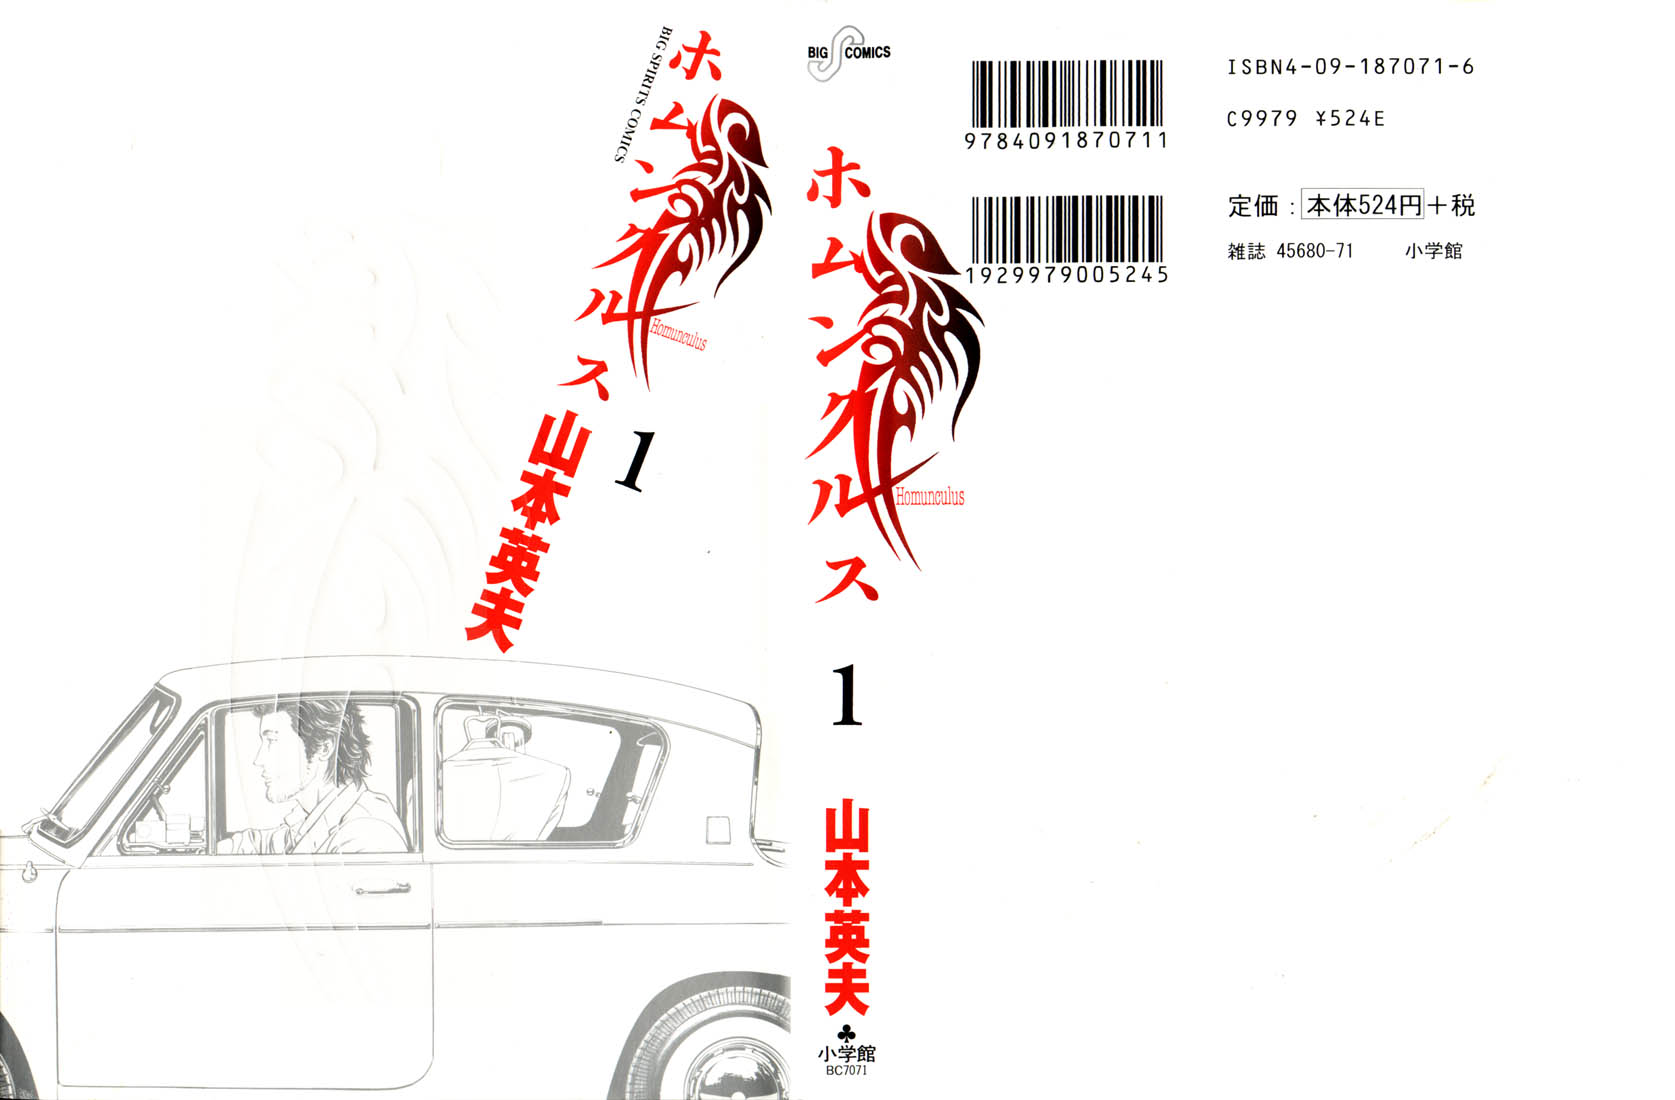 BIG SPIRITS COMICS
ホムンクルス
Homunculus
1
山本英夫
BIG COMICS
ホムンクルス
Homunculus
1
山本英夫
小学館
BC7071
9784091870711
1929979005245
ISBN4-09-187071-6
C9979 ¥524E
定価：本体524円+税
雑誌 45680-71 小学館